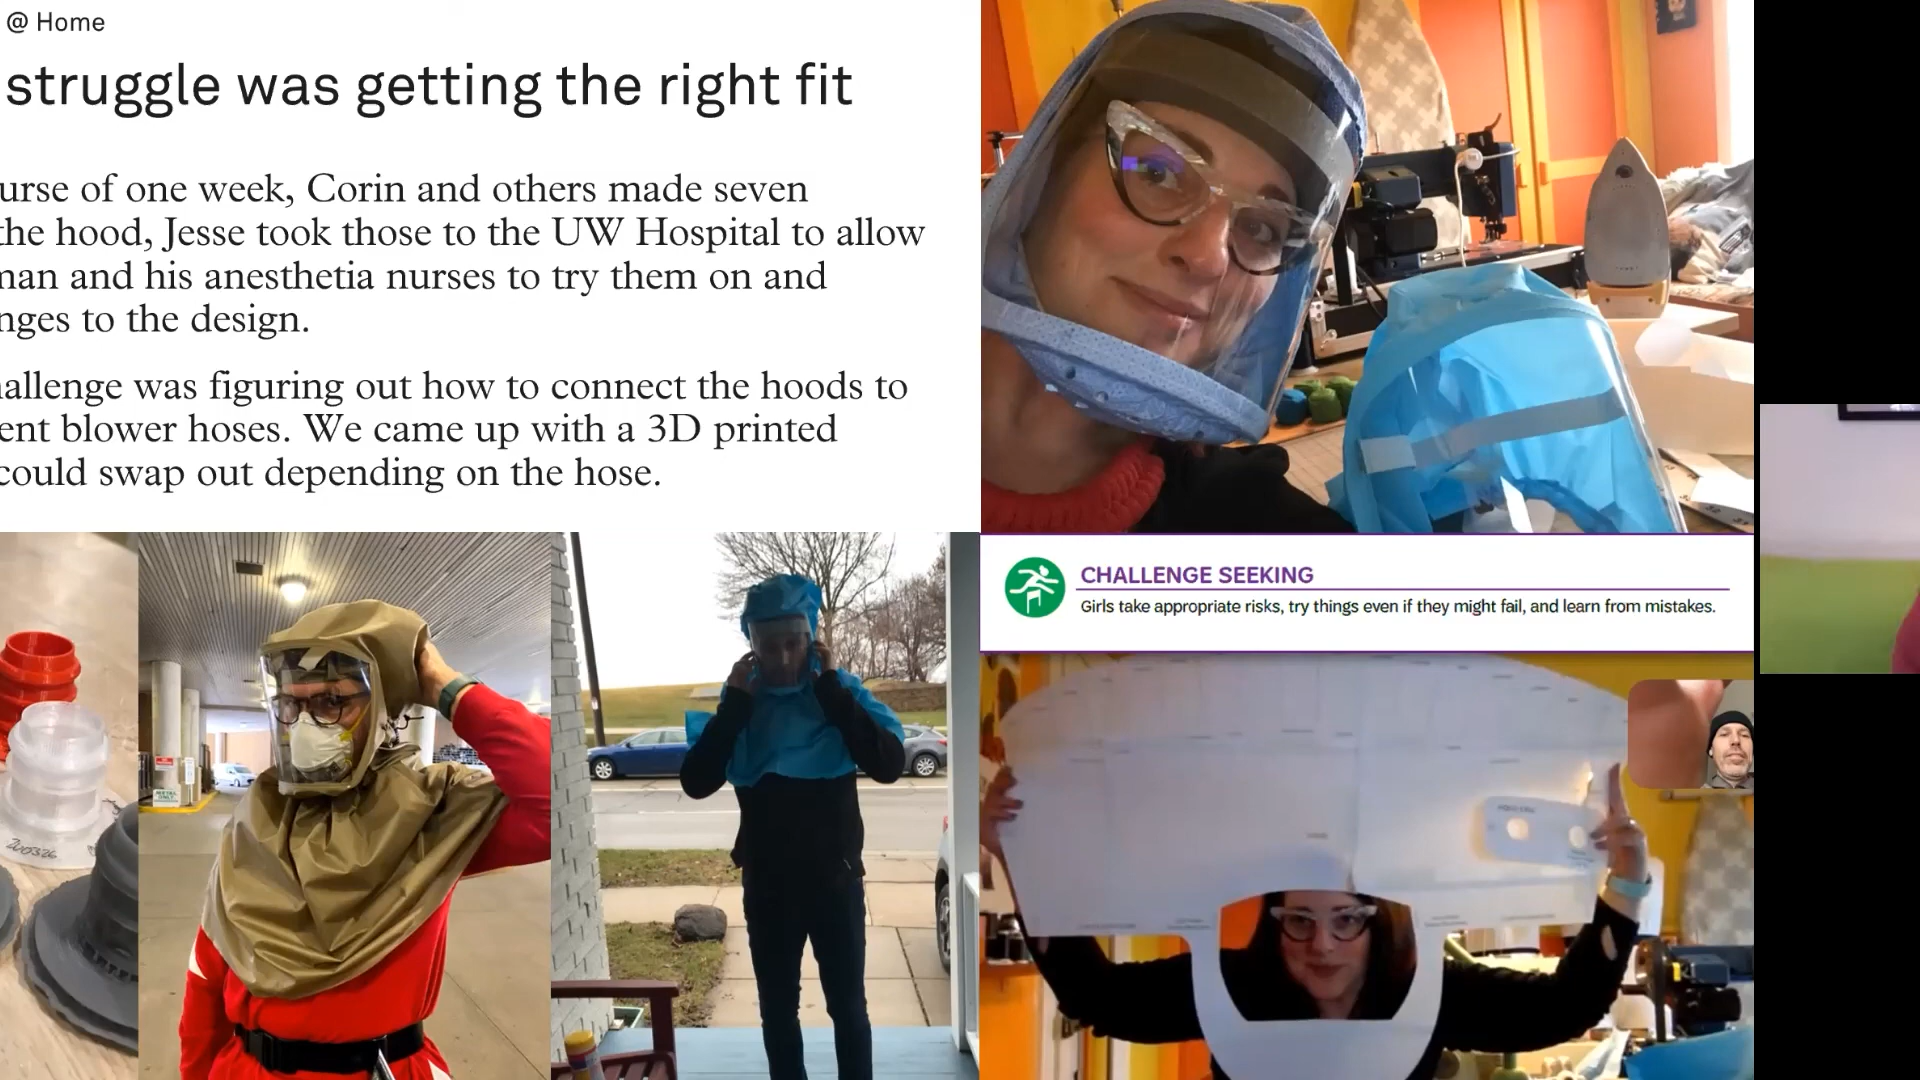 @ Home
struggle was getting the right fit
urse of one week, Corin and others made seven
the hood, Jesse took those to the UW Hospital to allow
man and his anesthetia nurses to try them on and
nges to the design.
hallenge was figuring out how to connect the hoods to
ent blower hoses. We came up with a 3D printed
could swap out depending on the hose.
CHALLENGE SEEKING
Girls take appropriate risks, try things even if they might fail, and learn from mistakes.
200326